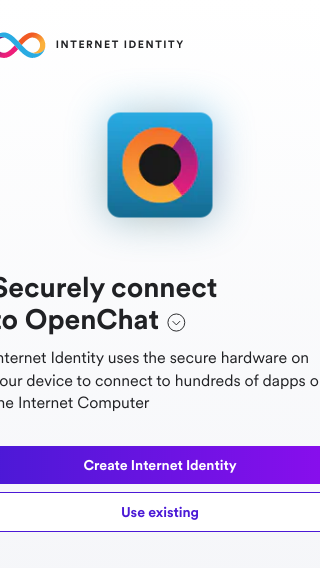 INTERNET IDENTITY
Securely connect
to OpenChat
nternet Identity uses the secure hardware on
our device to connect to hundreds of dapps o
he Internet Computer
Create Internet Identity
Use existing